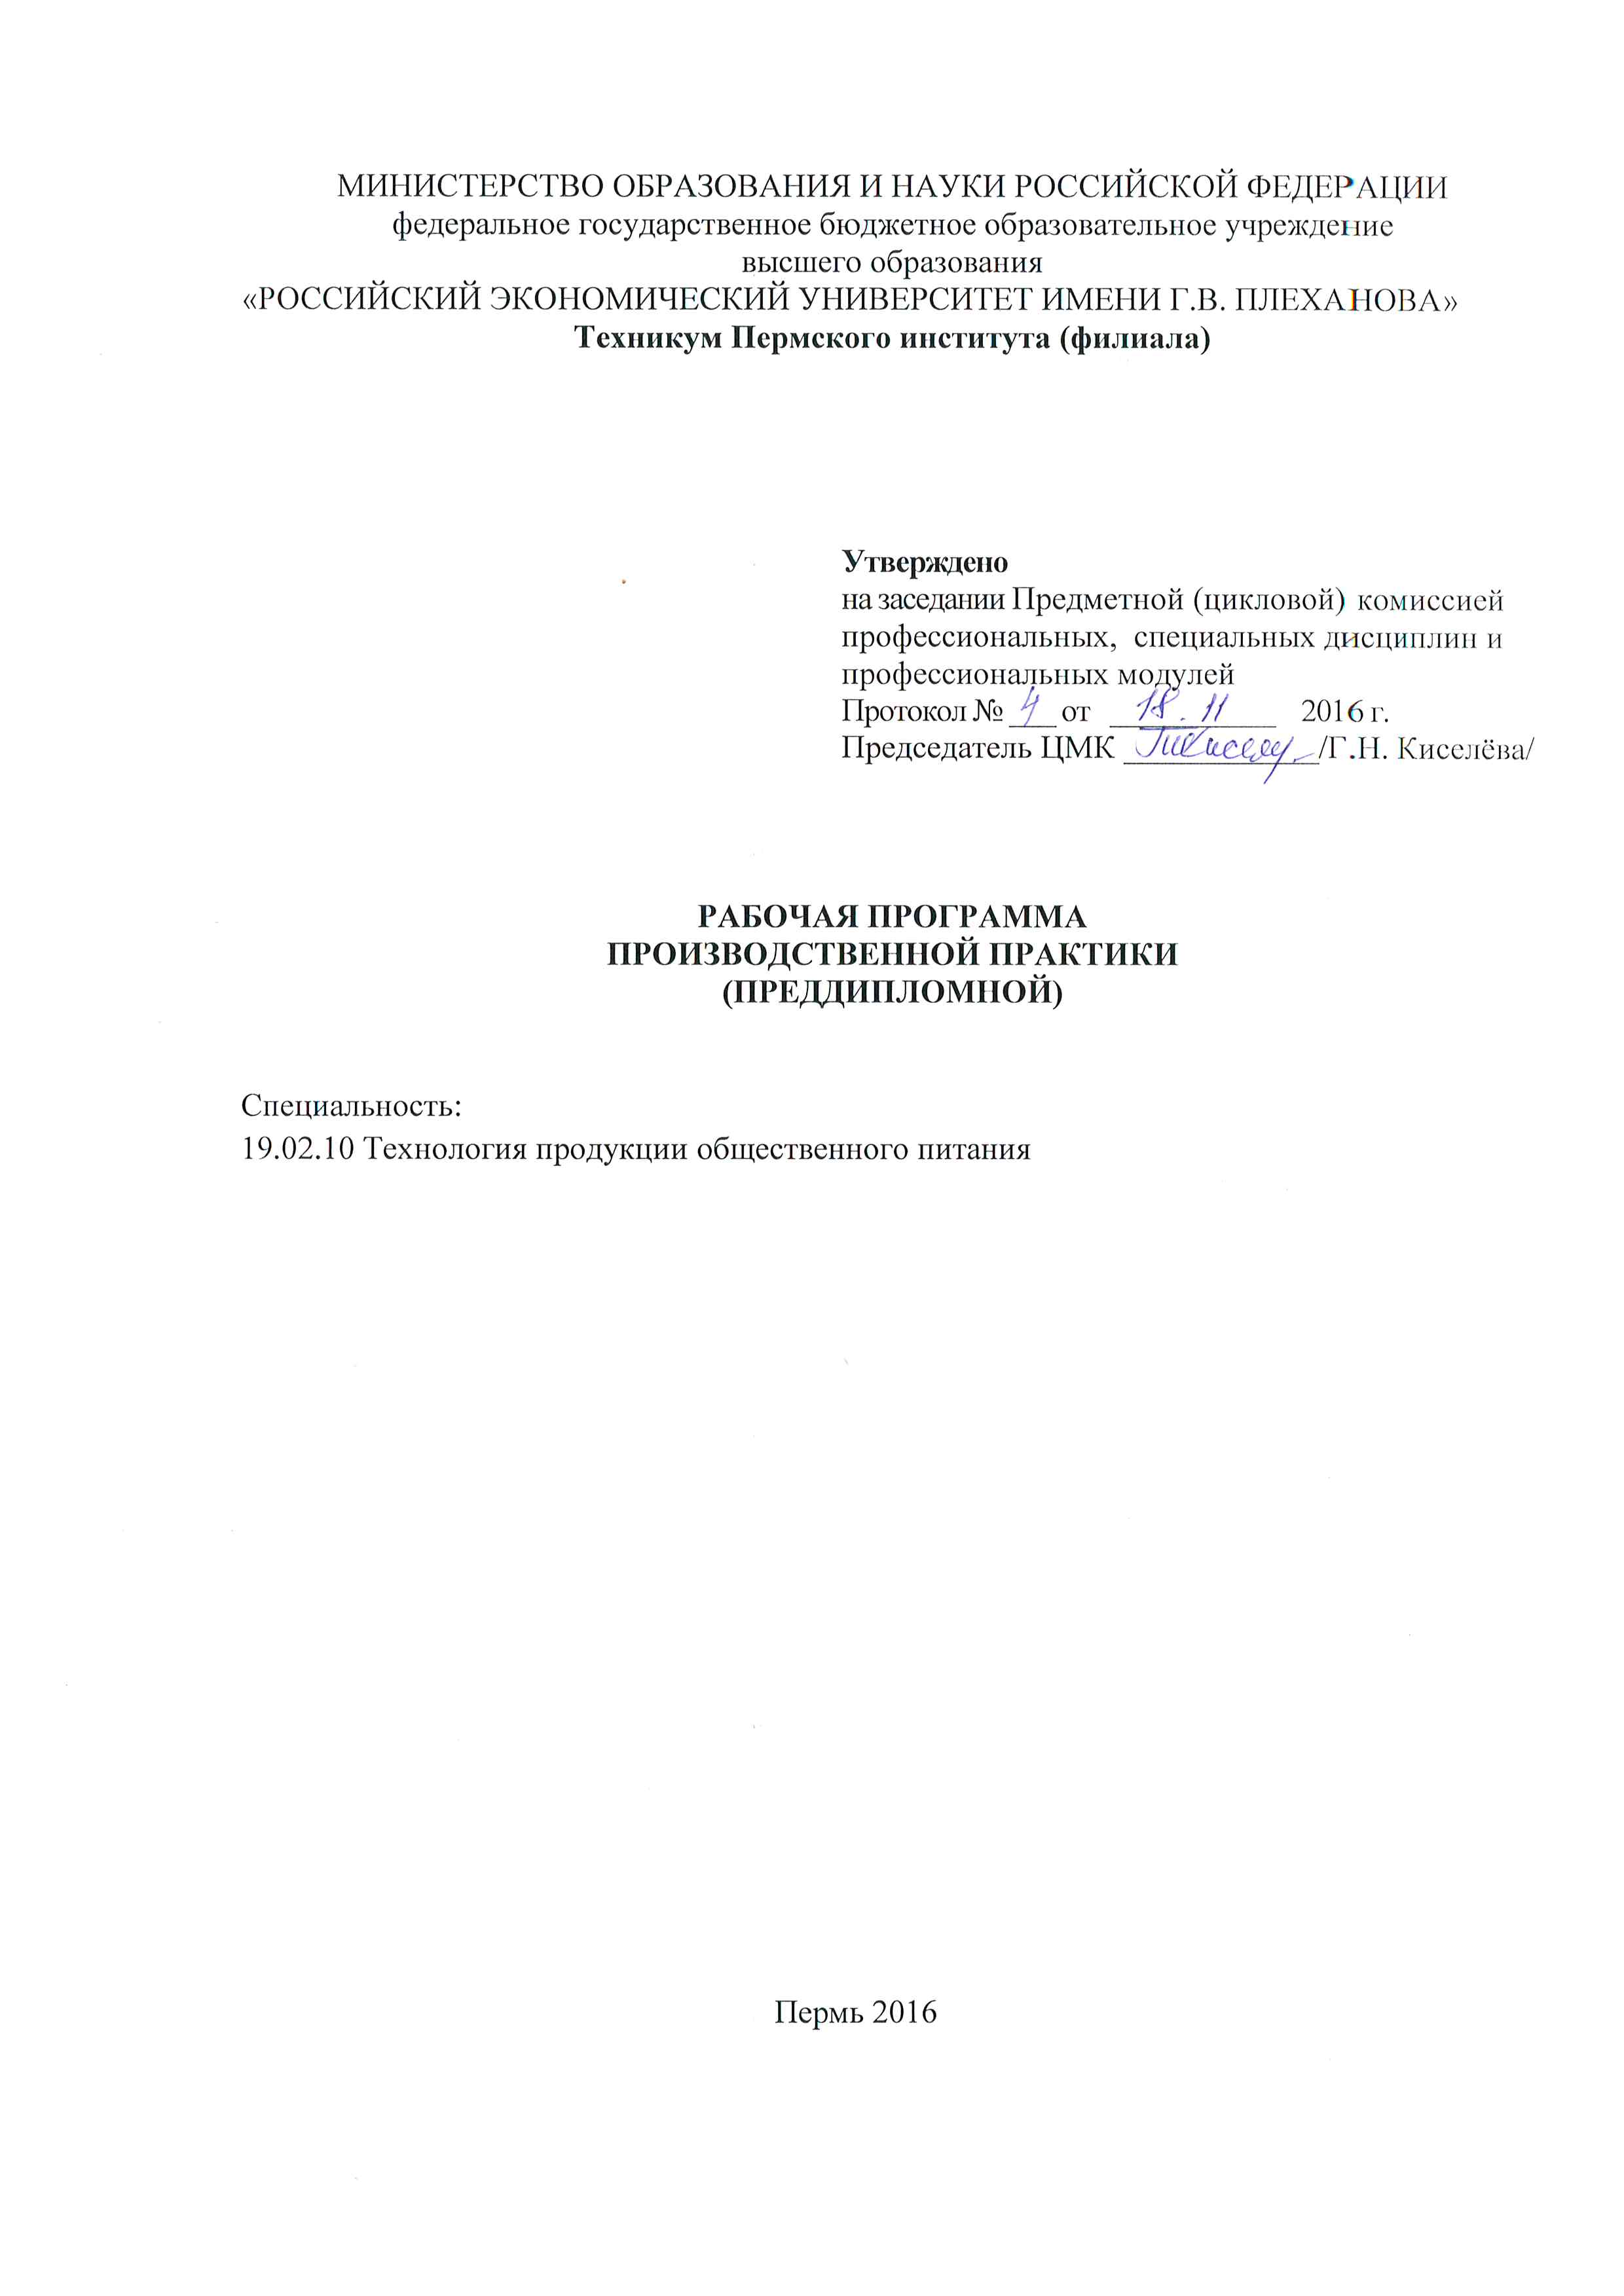 МИНИСТЕРСТВО ОБРАЗОВАНИЯ И НАУКИ РОССИЙСКОЙ ФЕДЕРАЦИИ
федеральное государственное бюджетное образовательное учреждение
высшего образования
«РОССИЙСКИЙ ЭКОНОМИЧЕСКИЙ УНИВЕРСИТЕТ ИМЕНИ Г.В. ПЛЕХАНОВА»
Техникум Пермского института (филиала)
Утверждено
на заседании Предметной (цикловой) комиссией
профессиональных, специальных дисциплин и
профессиональных модулей
Протокол № 4 от 18.11 2016 г.
Председатель ЦМК /Г.Н. Киселёва/
РАБОЧАЯ ПРОГРАММА
ПРОИЗВОДСТВЕННОЙ ПРАКТИКИ
(ПРЕДДИПЛОМНОЙ)
Специальность:
19.02.10 Технология продукции общественного питания
Пермь 2016